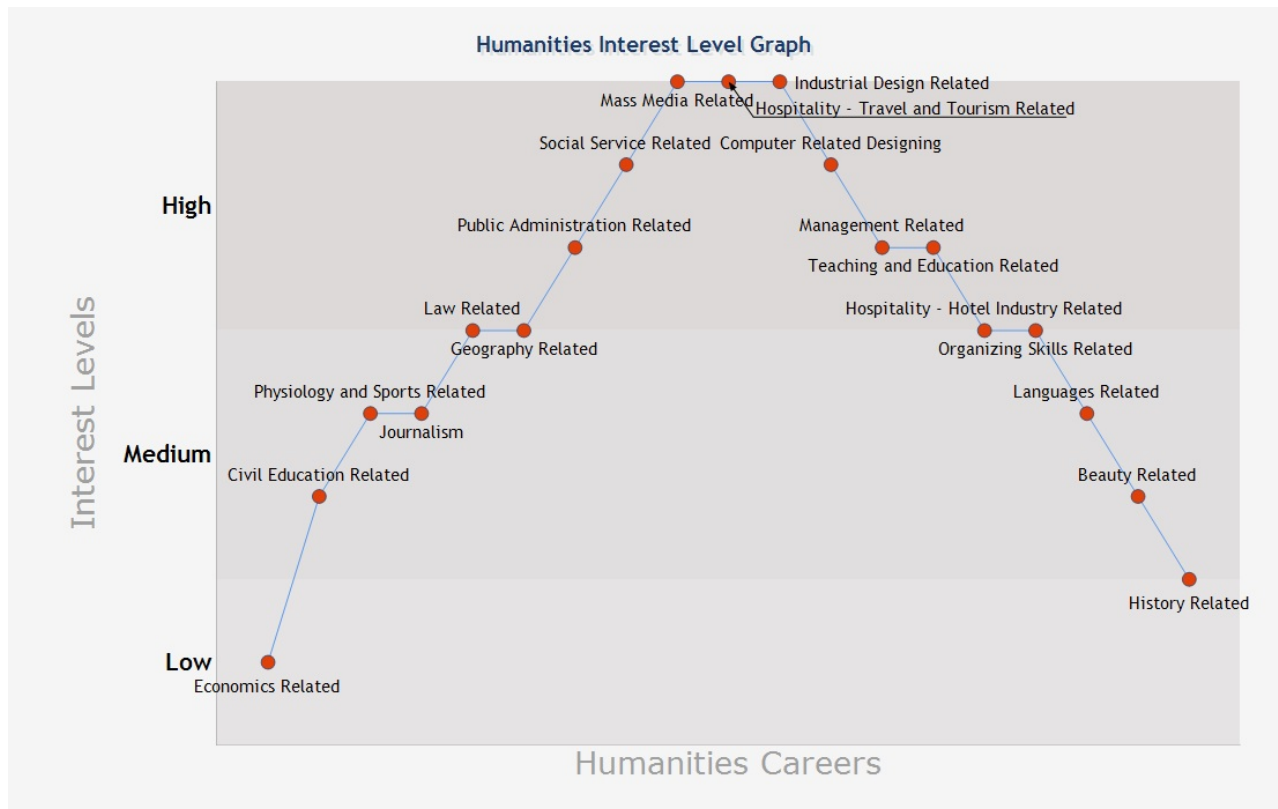 Humanities Interest Level Graph
Industrial Design Related
Mass Media Related
Hospitality - Travel and Tourism Related
Social Service Related
Computer Related Designing
High
Public Administration Related
Management Related
Teaching and Education Related
Law Related
Hospitality - Hotel Industry Related
Geography Related
Organizing Skills Related
Interest Levels
Physiology and Sports Related
Languages Related
Journalism
Medium
Civil Education Related
Beauty Related
History Related
Low
Economics Related
Humanities Careers